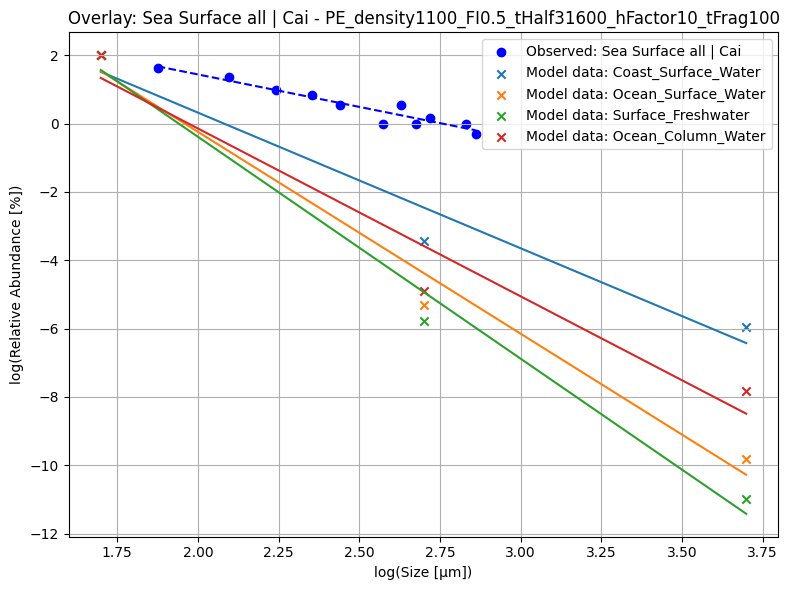 Overlay: Sea Surface all | Cai - PE_density1100_FI0.5_tHalf31600_hFactor10_tFrag100
Observed: Sea Surface all | Cai
Model data: Coast_Surface_Water
Model data: Ocean_Surface_Water
Model data: Surface_Freshwater
Model data: Ocean_Column_Water
log(Relative Abundance [%])
2
0
−2
−4
−6
−8
−10
−12
1.75 2.00 2.25 2.50 2.75 3.00 3.25 3.50 3.75
log(Size [µm])